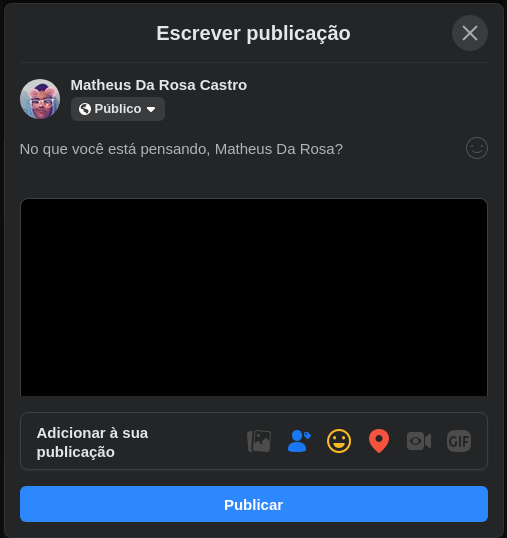 Escrever publicação
Matheus Da Rosa Castro
Público
No que você está pensando, Matheus Da Rosa?
Adicionar à sua
publicação
GIF
Publicar